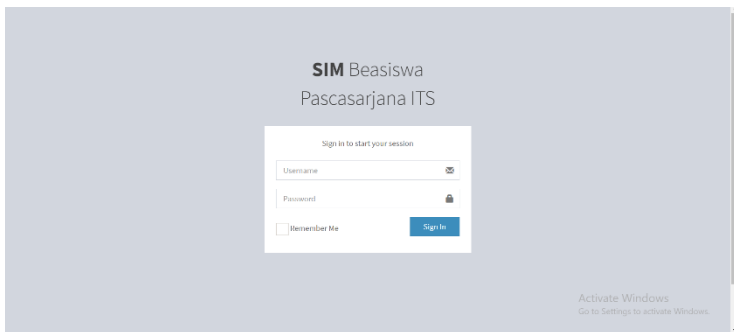 SIM Beasiswa
Pascasarjana ITS
Sign in to start your session
Username
Password
Remember Me
Sign In
Activate Windows
Go to Settings to activate Windows.